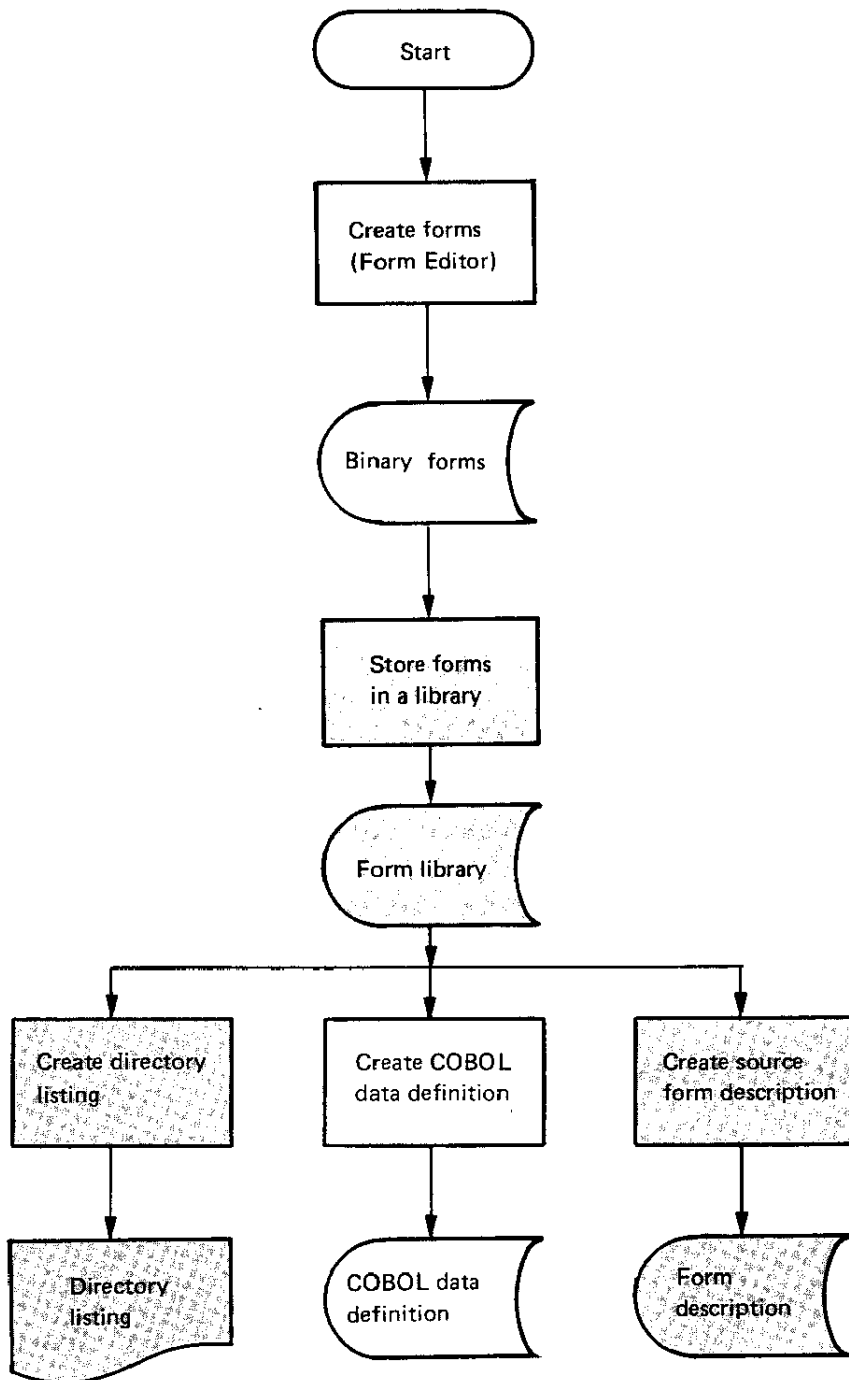 Start
Create forms
(Form Editor)
Binary forms
Store forms
in a library
Form library
Create directory
listing
Create COBOL
data definition
Create source
form description
Directory
listing
COBOL data
definition
Form
description